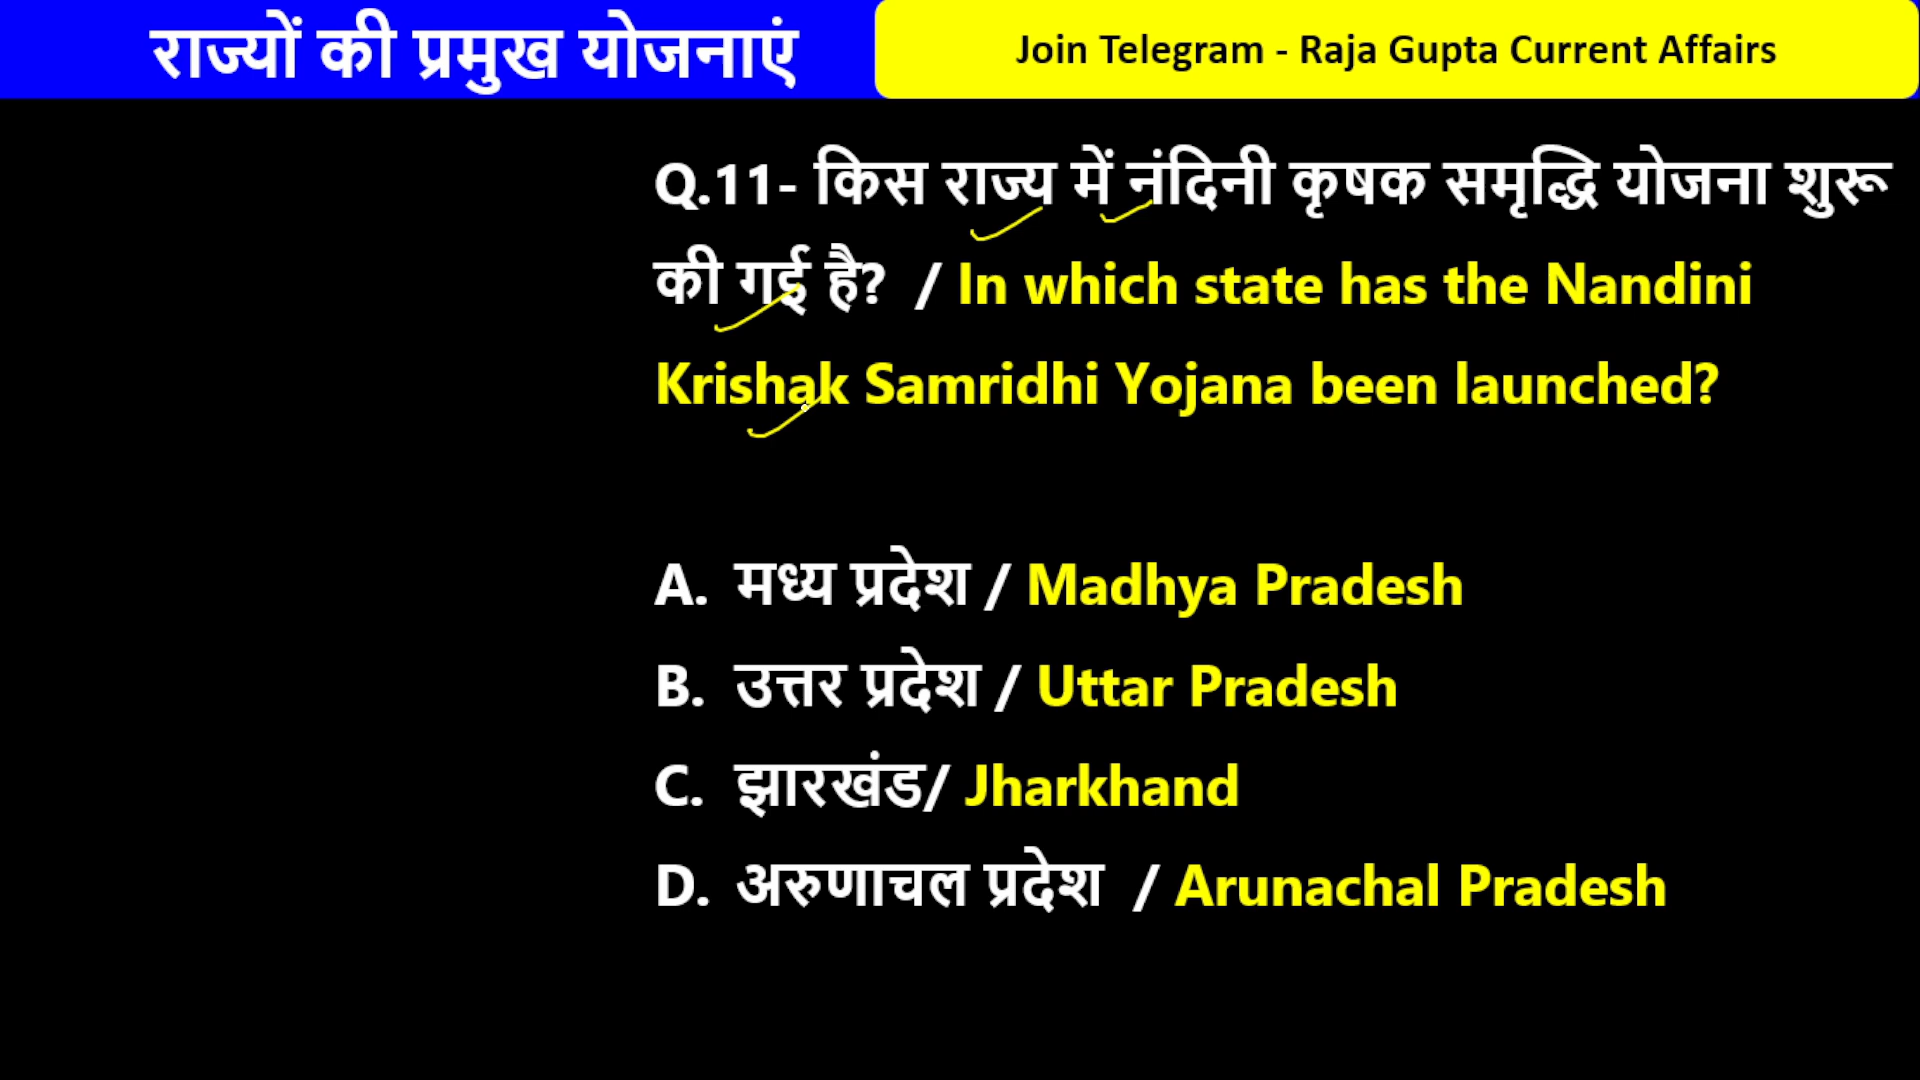 राज्यों की प्रमुख योजनाएं
Join Telegram - Raja Gupta Current Affairs
Q.11- किस राज्य में नंदिनी कृषक समृद्धि योजना शुरू
की गई है? / In which state has the Nandini
Krishak Samridhi Yojana been launched?
A. मध्य प्रदेश / Madhya Pradesh
B. उत्तर प्रदेश / Uttar Pradesh
C. झारखंड/ Jharkhand
D. अरुणाचल प्रदेश / Arunachal Pradesh